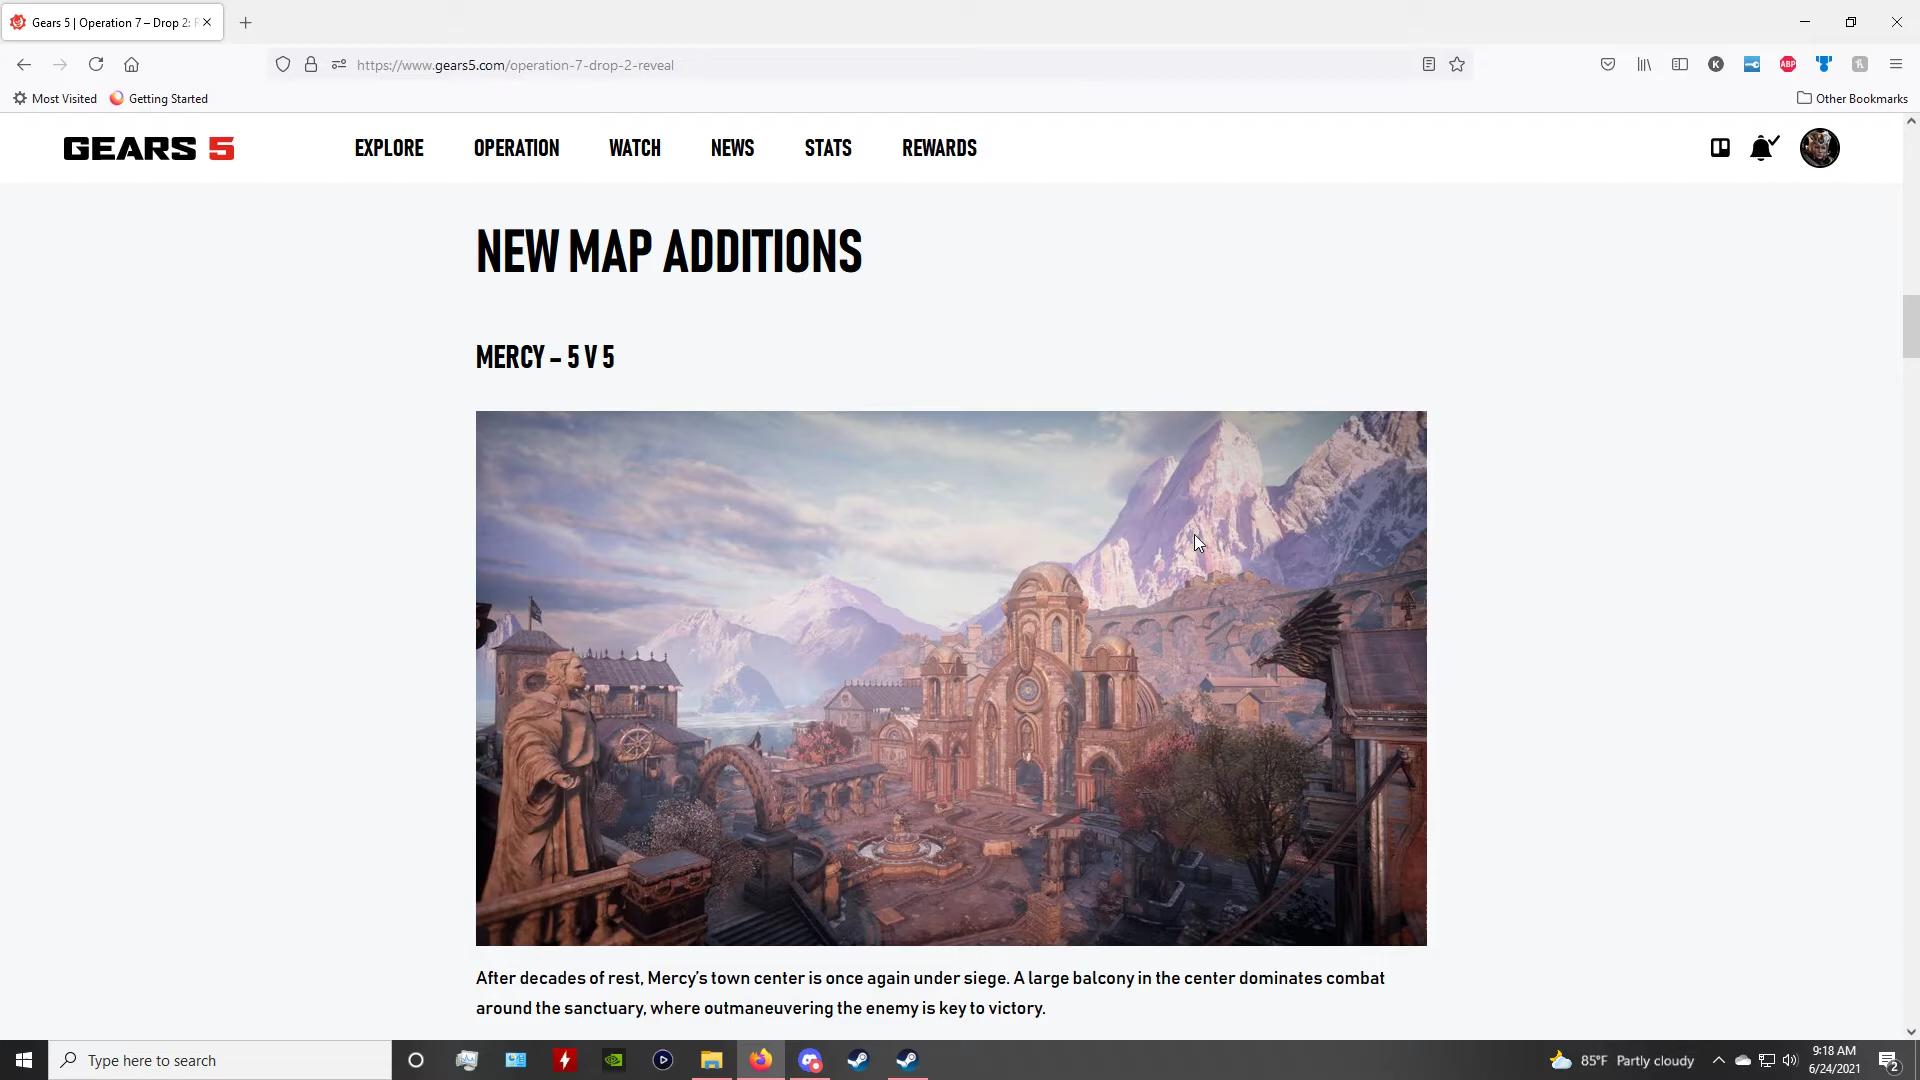 Gears 5 | Operation 7 – Drop 2: R
https://www.gears5.com/operation-7-drop-2-reveal
K
ABP
Most Visited
Getting Started
Other Bookmarks
GEARS 5
EXPLORE
OPERATION
WATCH
NEWS
STATS
REWARDS
NEW MAP ADDITIONS
MERCY – 5 V 5
After decades of rest, Mercy's town center is once again under siege. A large balcony in the center dominates combat
around the sanctuary, where outmaneuvering the enemy is key to victory.
Type here to search
85°F Partly cloudy
9:18 AM
6/24/2021
2